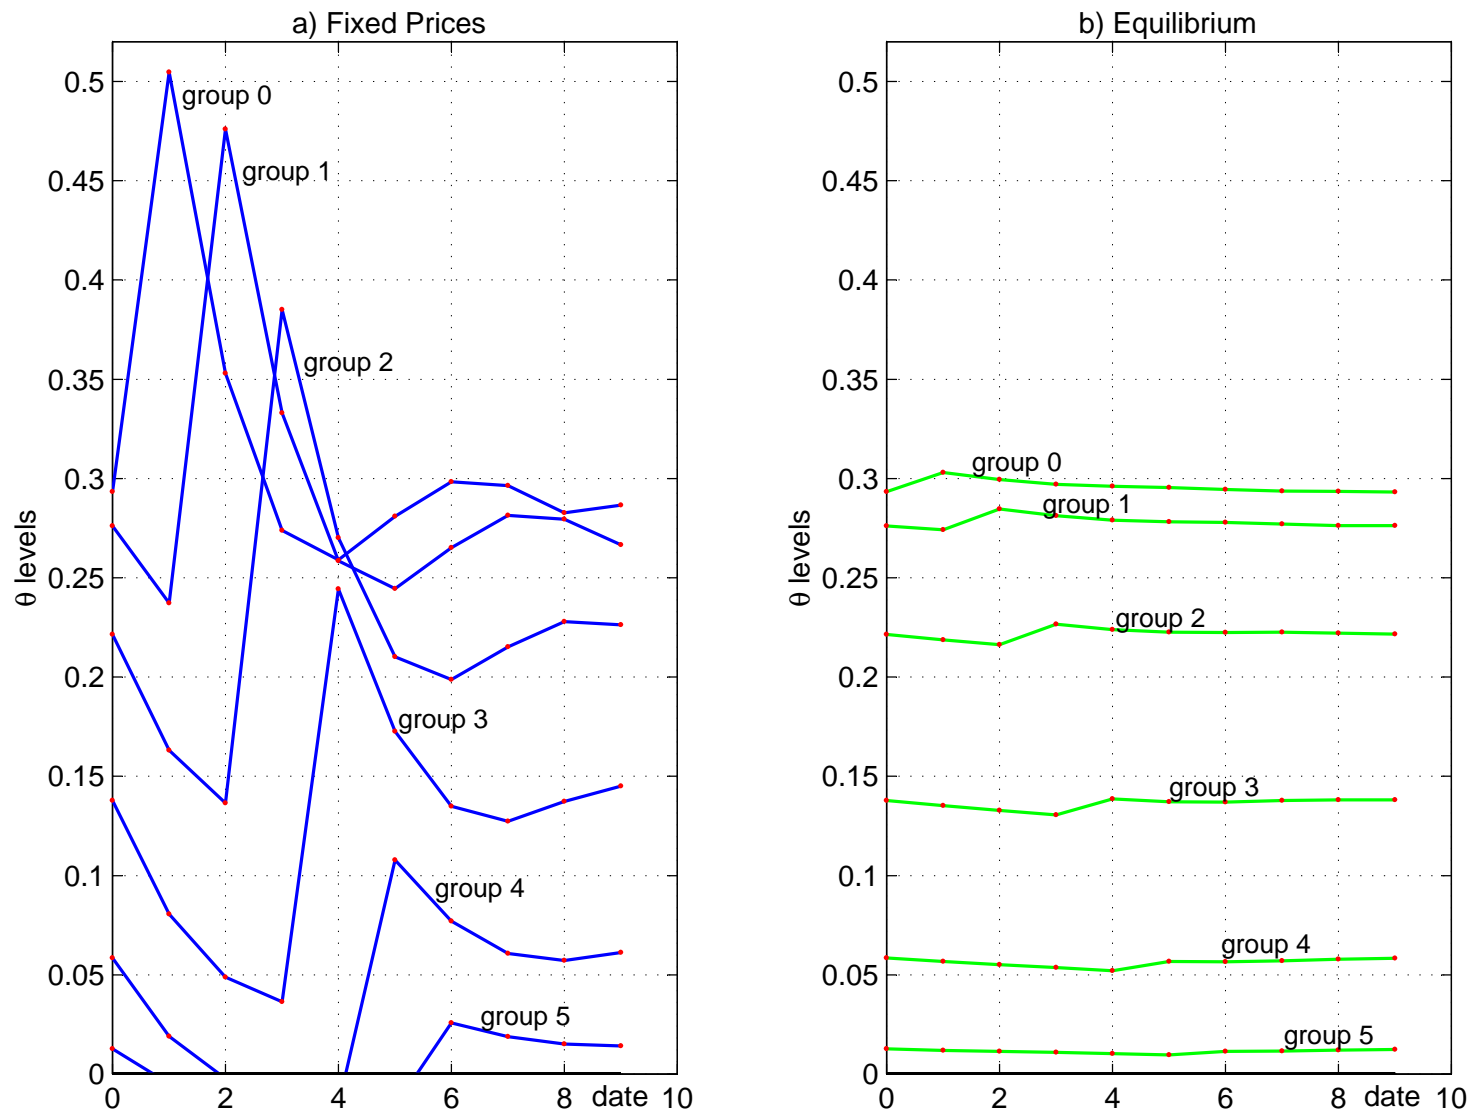 a) Fixed Prices
0.5
0.45
0.4
0.35
0.3
0.25
0.2
0.15
0.1
0.05
0
θ levels
group 0
group 1
group 2
group 3
group 4
group 5
0 2 4 6 8 date 10
b) Equilibrium
0.5
0.45
0.4
0.35
0.3
0.25
0.2
0.15
0.1
0.05
0
θ levels
group 0
group 1
group 2
group 3
group 4
group 5
0 2 4 6 8 date 10